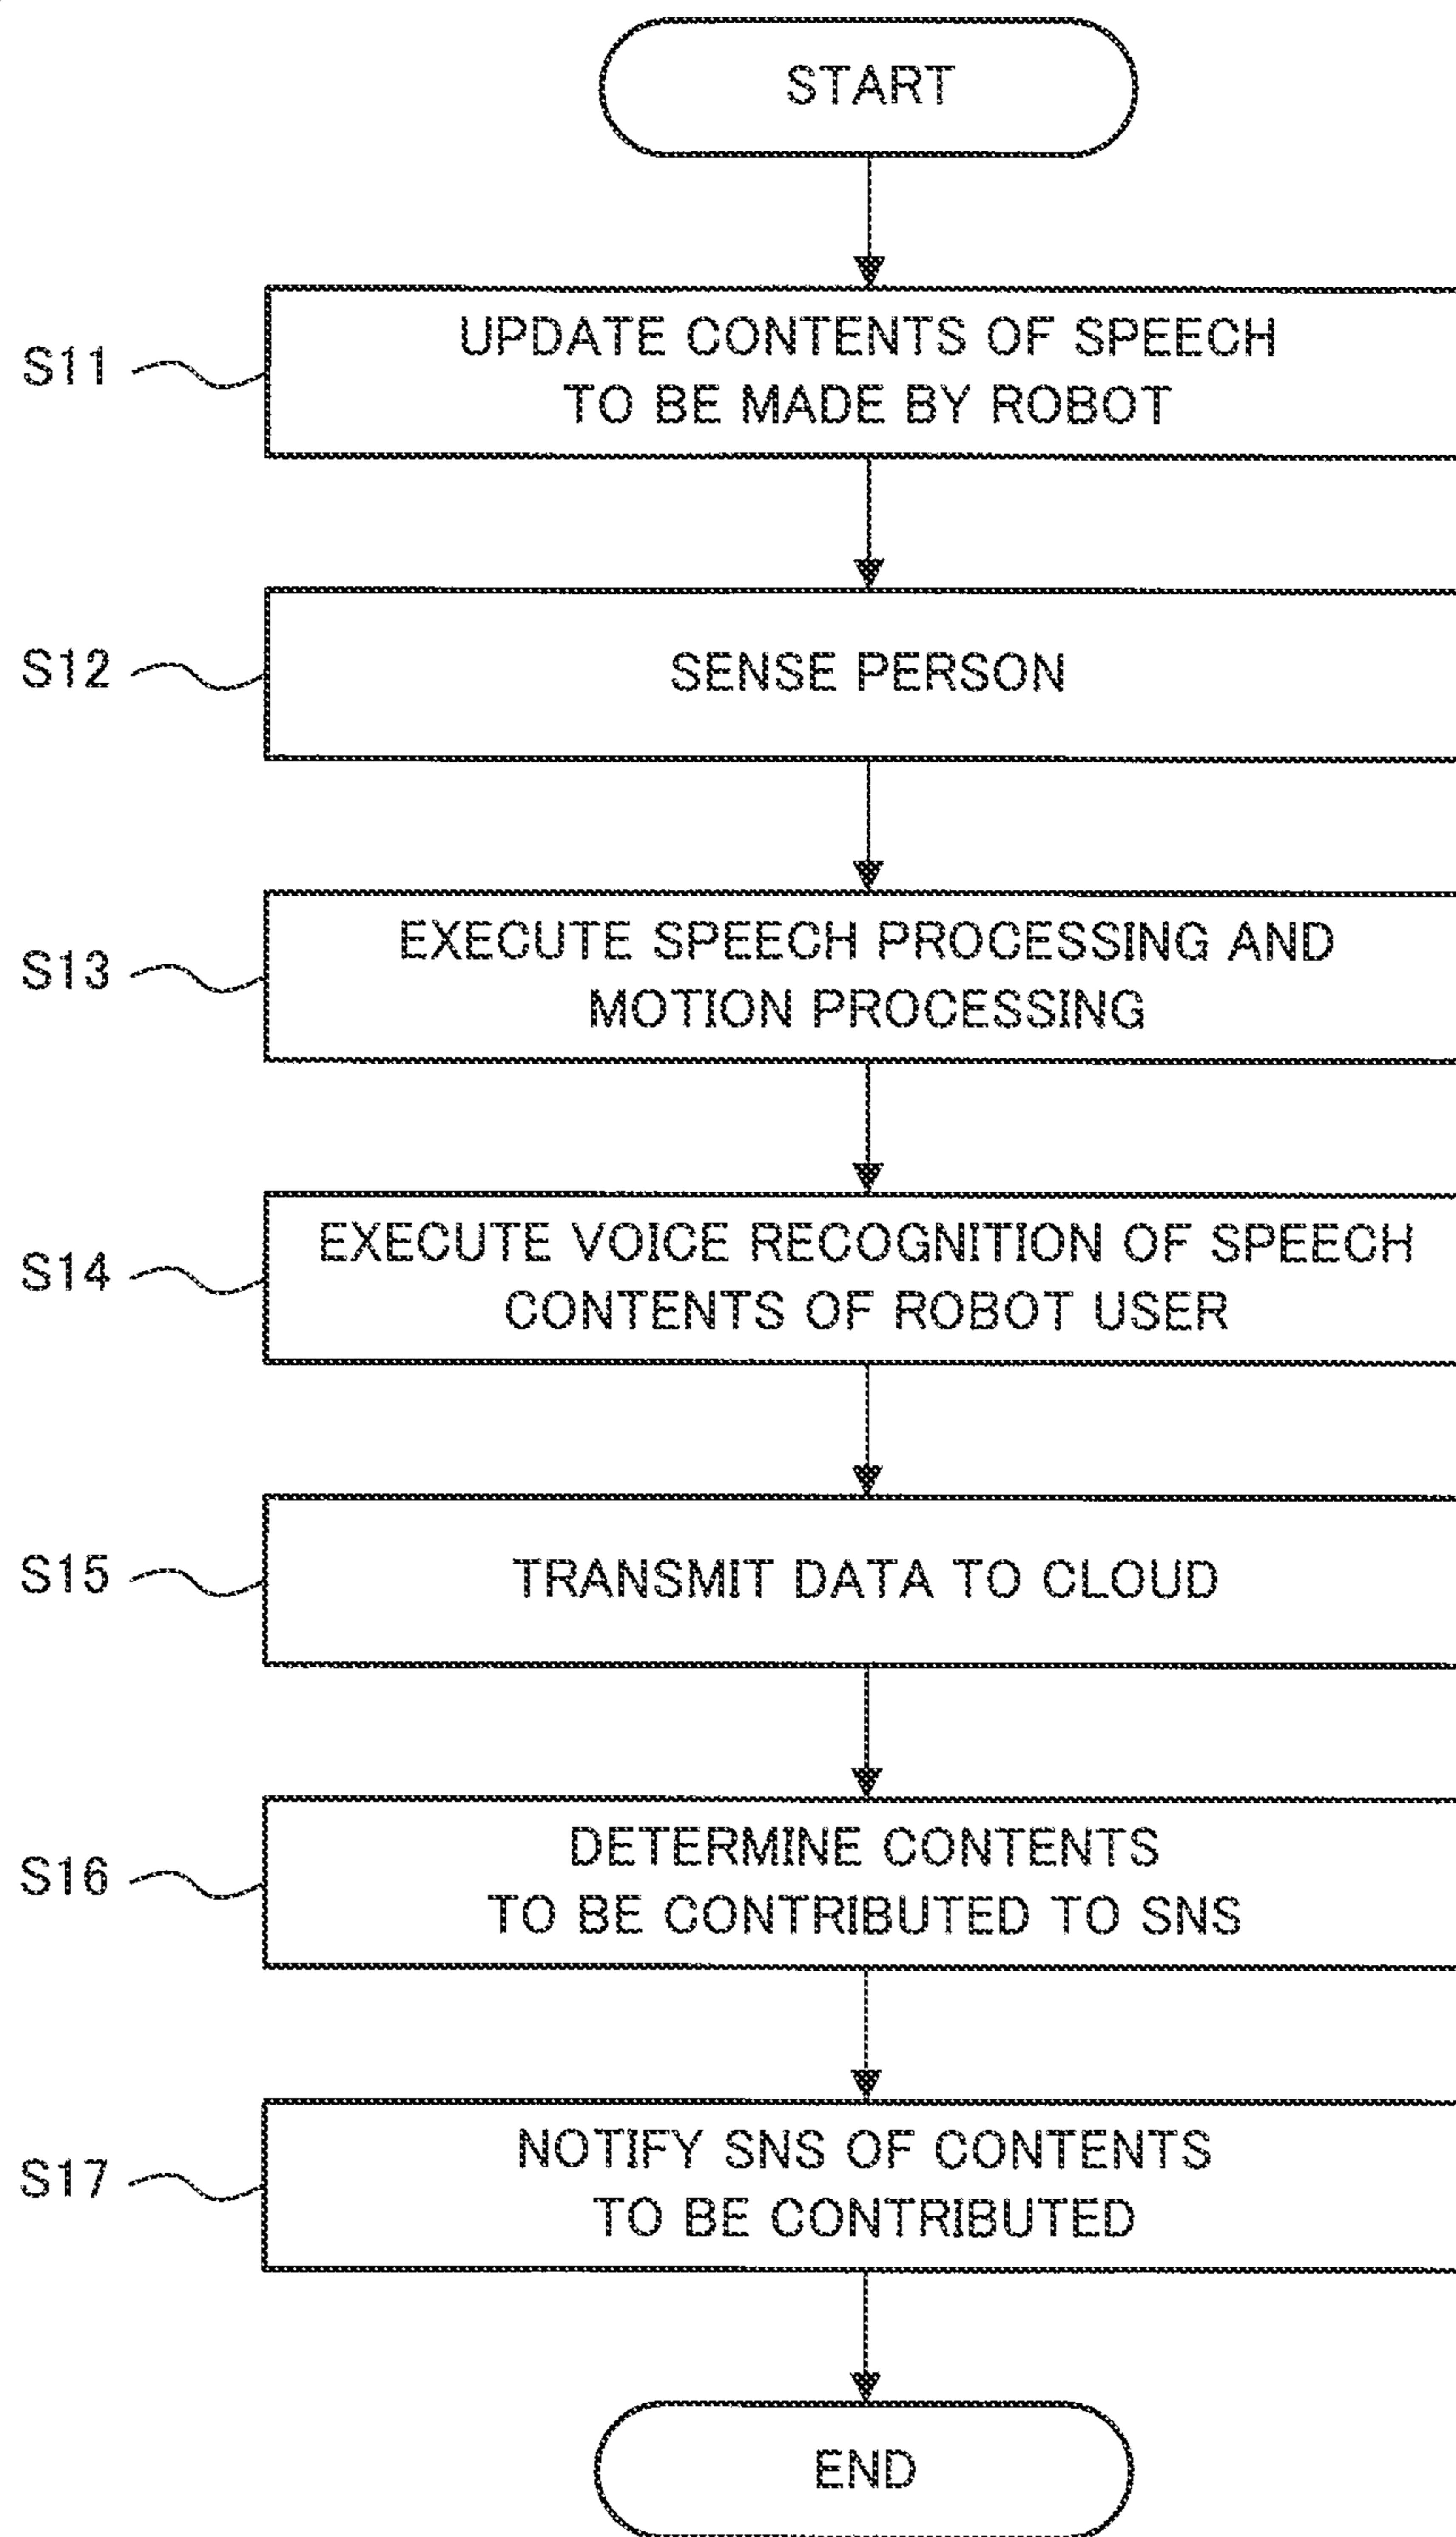 START
S11
UPDATE CONTENTS OF SPEECH
TO BE MADE BY ROBOT
S12
SENSE PERSON
S13
EXECUTE SPEECH PROCESSING AND
MOTION PROCESSING
S14
EXECUTE VOICE RECOGNITION OF SPEECH
CONTENTS OF ROBOT USER
S15
TRANSMIT DATA TO CLOUD
S16
DETERMINE CONTENTS
TO BE CONTRIBUTED TO SNS
S17
NOTIFY SNS OF CONTENTS
TO BE CONTRIBUTED
END